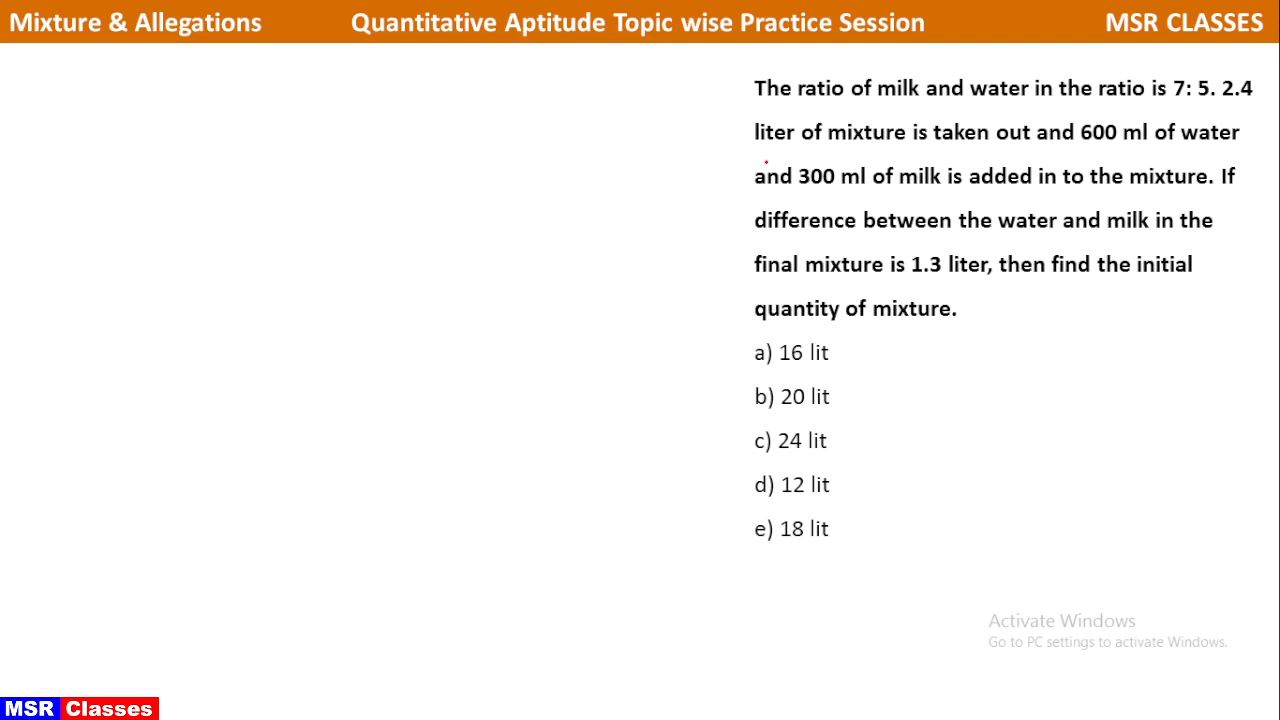 Mixture & Allegations Quantitative Aptitude Topic wise Practice Session MSR CLASSES
The ratio of milk and water in the ratio is 7: 5. 2.4
liter of mixture is taken out and 600 ml of water
and 300 ml of milk is added in to the mixture. If
difference between the water and milk in the
final mixture is 1.3 liter, then find the initial
quantity of mixture.
a) 16 lit
b) 20 lit
c) 24 lit
d) 12 lit
e) 18 lit
Activate Windows
Go to PC settings to activate Windows.
MSR Classes